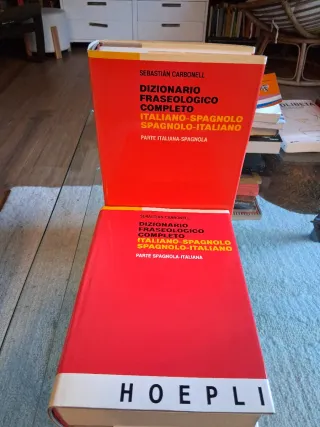 SEBASTIÁN CARBONELL
DIZIONARIO
FRASEOLOGICO
COMPLETO
ITALIANO-SPAGNOLO
SPAGNOLO-ITALIANO
PARTE ITALIANA-SPAGNOLA
SEBASTIÁN CARBONELL
DIZIONARIO
FRASEOLOGICO
COMPLETO
ITALIANO-SPAGNOLO
SPAGNOLO-ITALIANO
PARTE SPAGNOLA-ITALIANA
HOEPLI